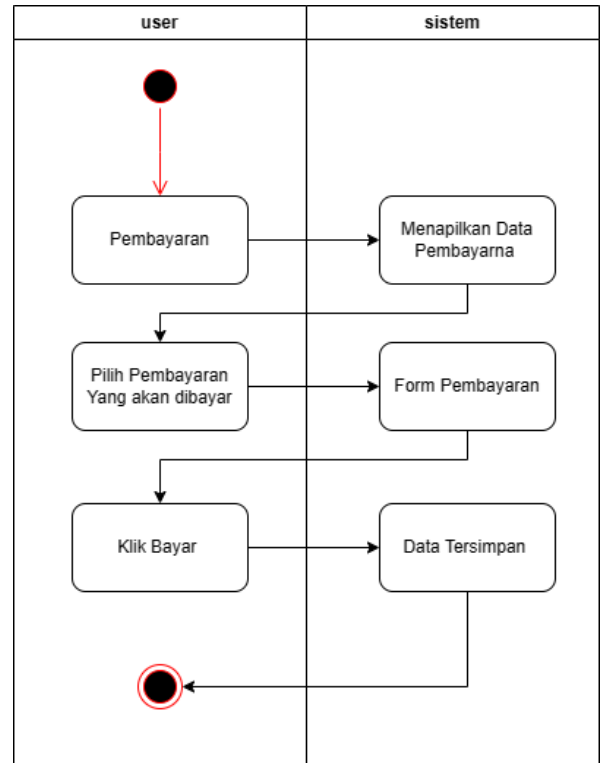 user
sistem
Pembayaran
Menapilkan Data
Pembayarna
Pilih Pembayaran
Yang akan dibayar
Form Pembayaran
Klik Bayar
Data Tersimpan